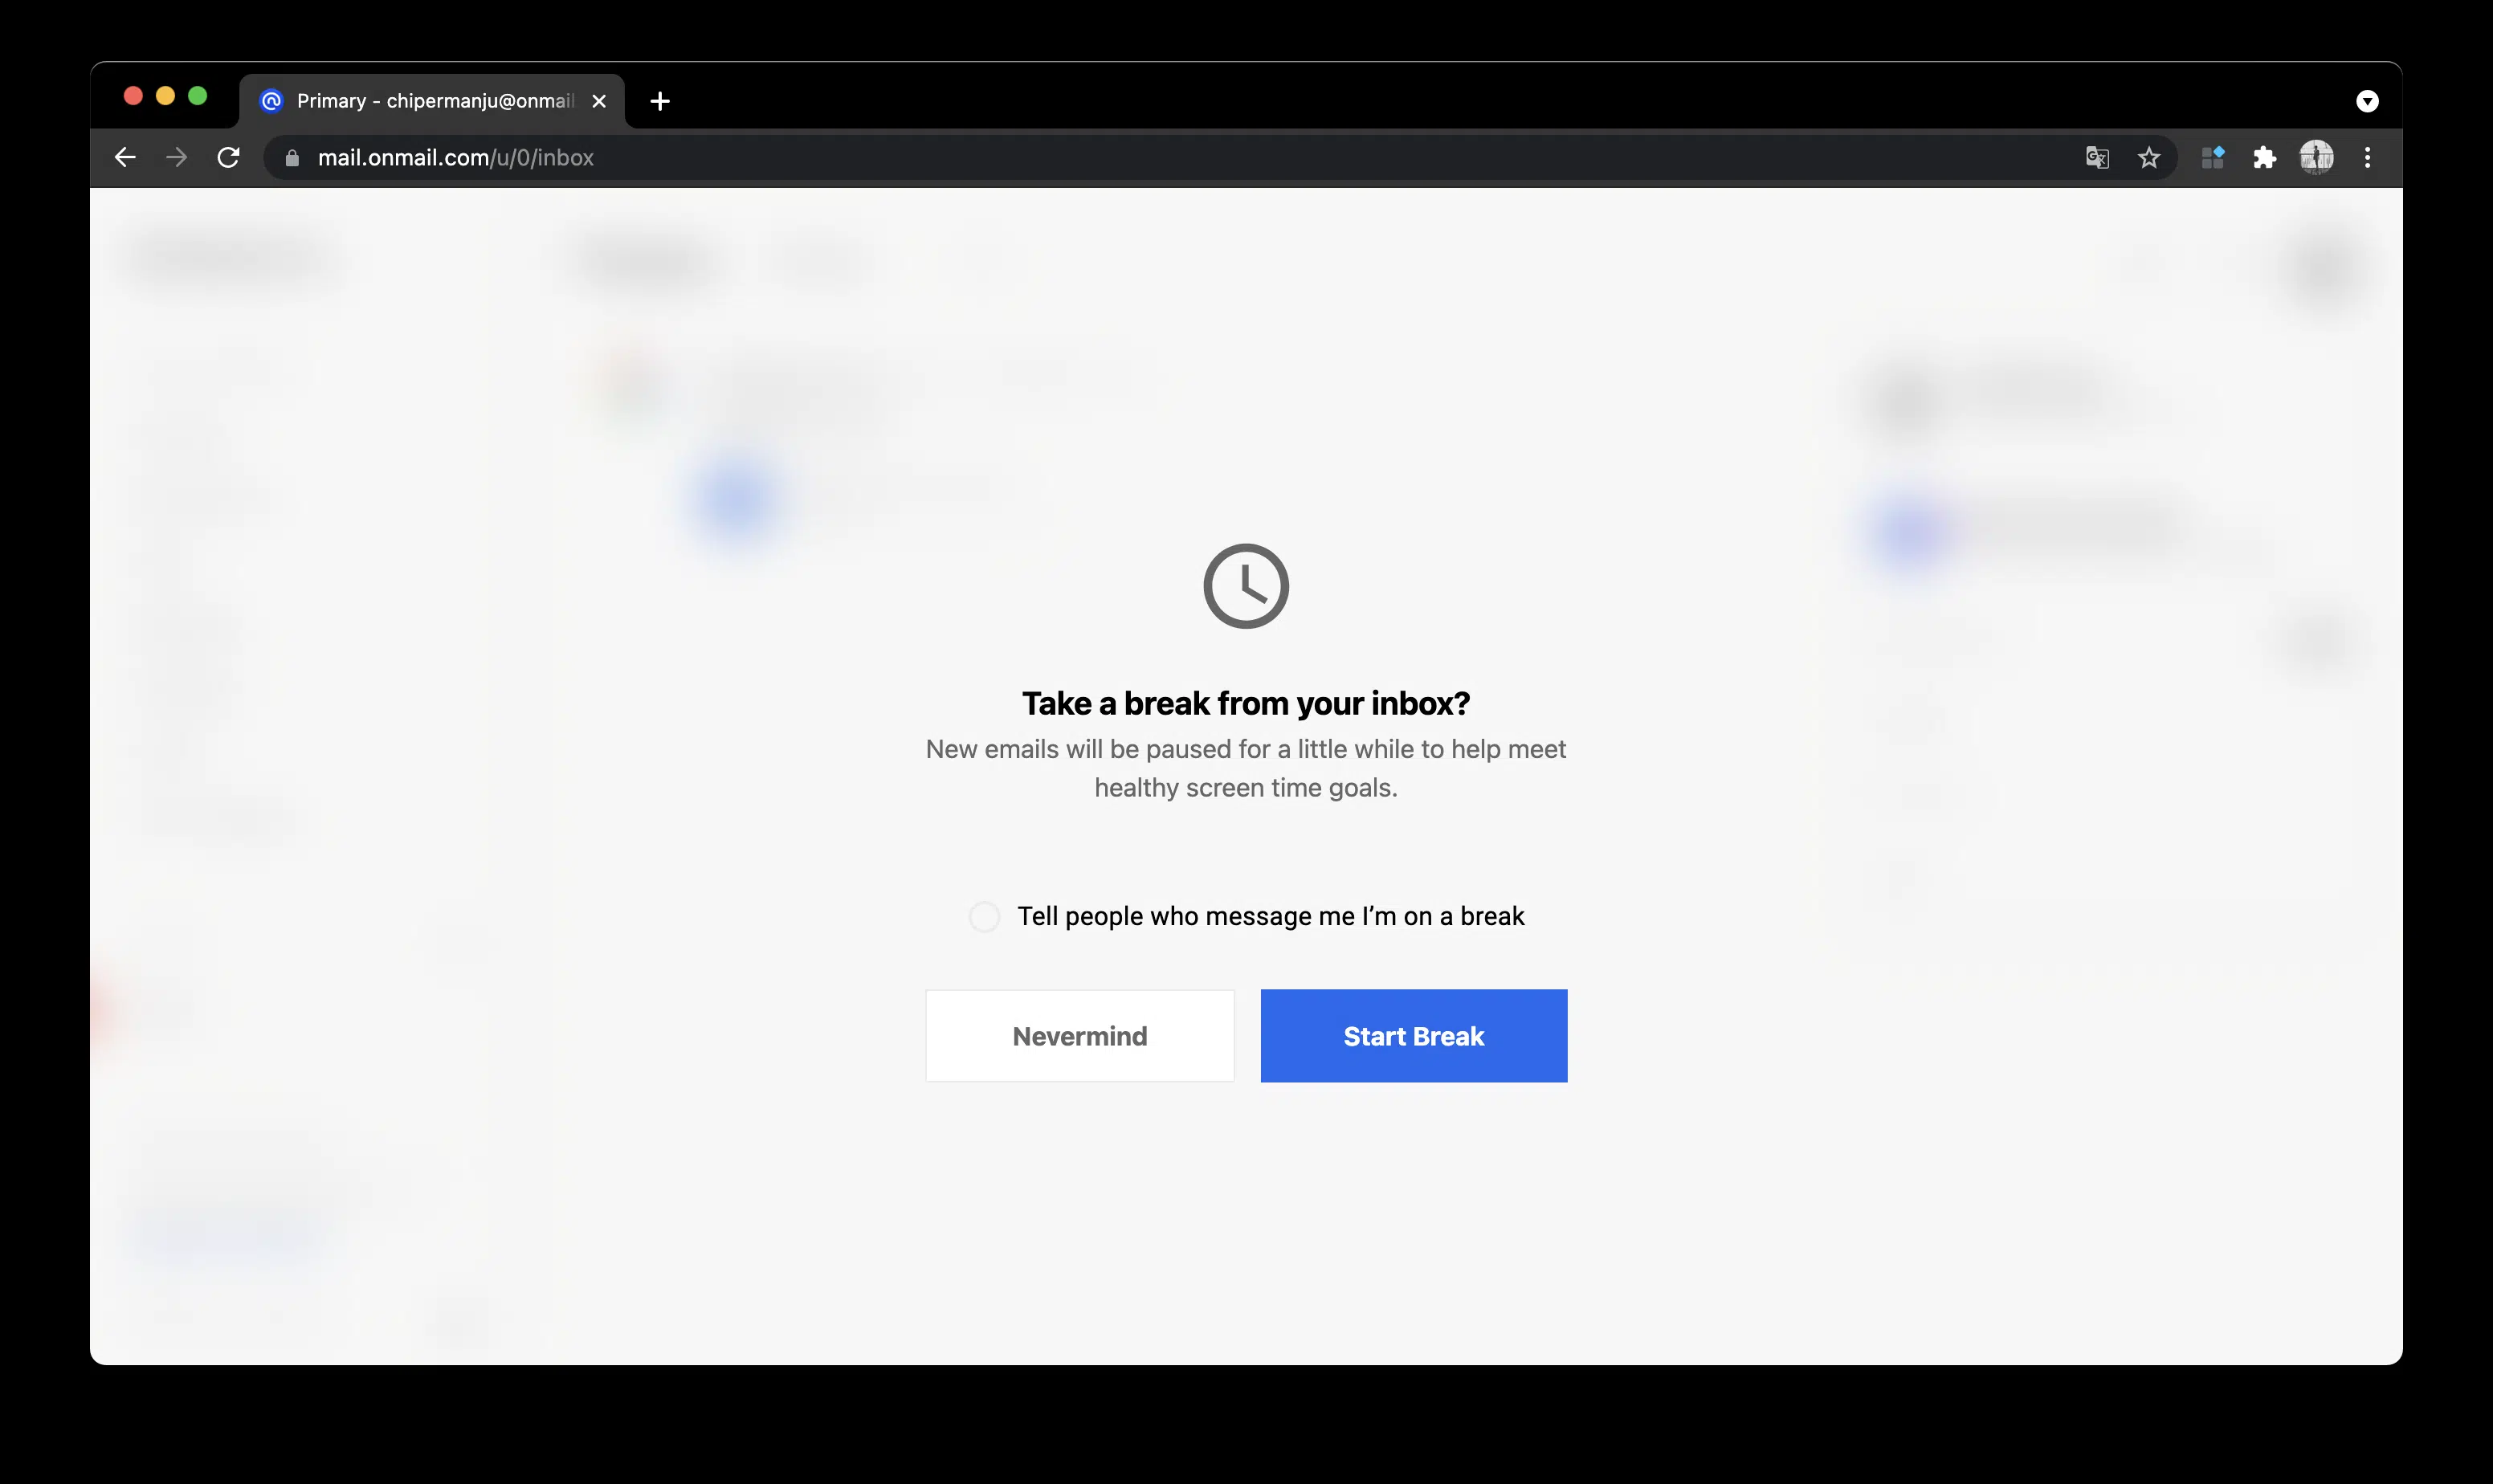 Primary - chipermanju@onmail
mail.onmail.com/u/0/inbox
Take a break from your inbox?
New emails will be paused for a little while to help meet
healthy screen time goals.
Tell people who message me I’m on a break
Nevermind
Start Break